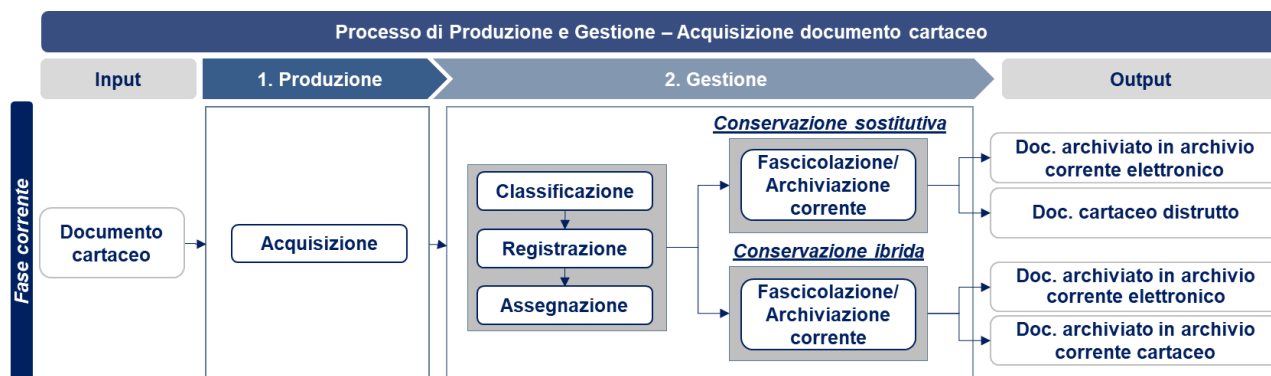 Processo di Produzione e Gestione – Acquisizione documento cartaceo
Input
1. Produzione
2. Gestione
Output
Fase corrente
Documento
cartaceo
Acquisizione
Classificazione
Registrazione
Assegnazione
Conservazione sostitutiva
Fascicolazione/
Archiviazione
corrente
Conservazione ibrida
Fascicolazione/
Archiviazione
corrente
Doc. archiviato in archivio
corrente elettronico
Doc. cartaceo distrutto
Doc. archiviato in archivio
corrente elettronico
Doc. archiviato in archivio
corrente cartaceo